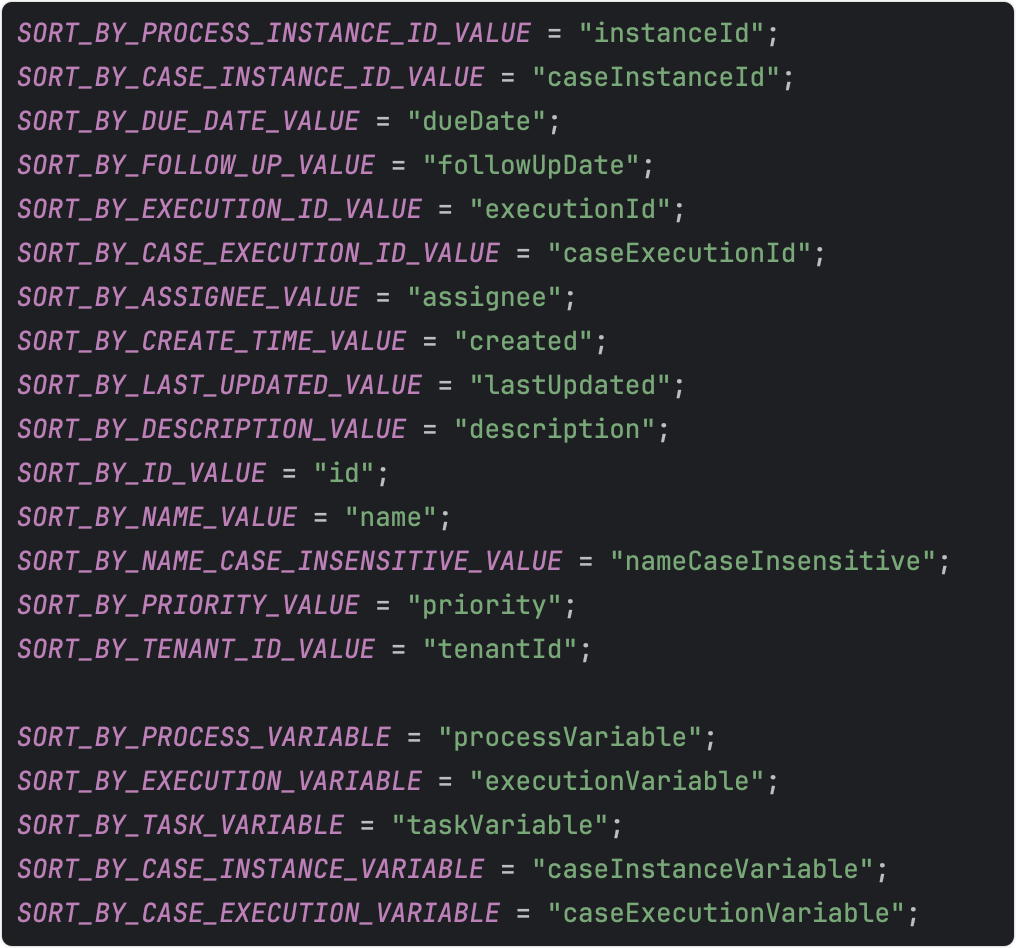 SORT_BY_PROCESS_INSTANCE_ID_VALUE = "instanceId";
SORT_BY_CASE_INSTANCE_ID_VALUE = "caseInstanceId";
SORT_BY_DUE_DATE_VALUE = "dueDate";
SORT_BY_FOLLOW_UP_VALUE = "followUpDate";
SORT_BY_EXECUTION_ID_VALUE = "executionId";
SORT_BY_CASE_EXECUTION_ID_VALUE = "caseExecutionId";
SORT_BY_ASSIGNEE_VALUE = "assignee";
SORT_BY_CREATE_TIME_VALUE = "created";
SORT_BY_LAST_UPDATED_VALUE = "lastUpdated";
SORT_BY_DESCRIPTION_VALUE = "description";
SORT_BY_ID_VALUE = "id";
SORT_BY_NAME_VALUE = "name";
SORT_BY_NAME_CASE_INSENSITIVE_VALUE = "nameCaseInsensitive";
SORT_BY_PRIORITY_VALUE = "priority";
SORT_BY_TENANT_ID_VALUE = "tenantId";

SORT_BY_PROCESS_VARIABLE = "processVariable";
SORT_BY_EXECUTION_VARIABLE = "executionVariable";
SORT_BY_TASK_VARIABLE = "taskVariable";
SORT_BY_CASE_INSTANCE_VARIABLE = "caseInstanceVariable";
SORT_BY_CASE_EXECUTION_VARIABLE = "caseExecutionVariable";